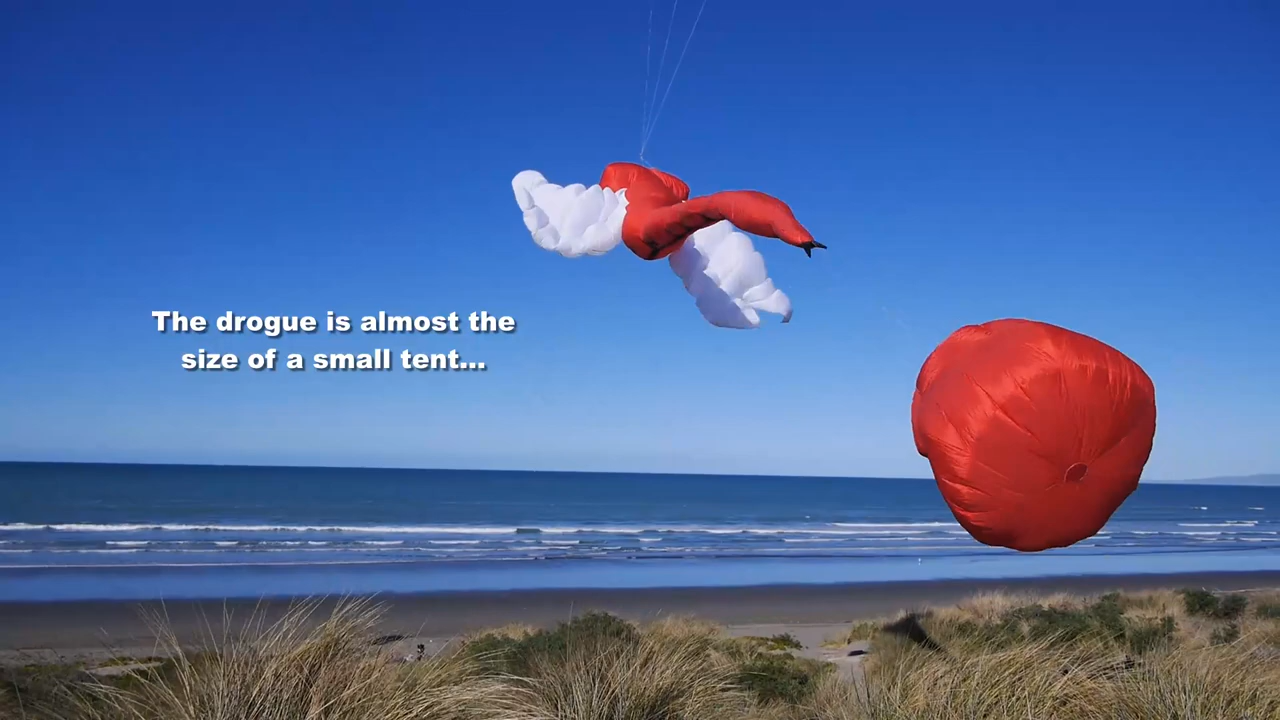 The drogue is almost the
size of a small tent...